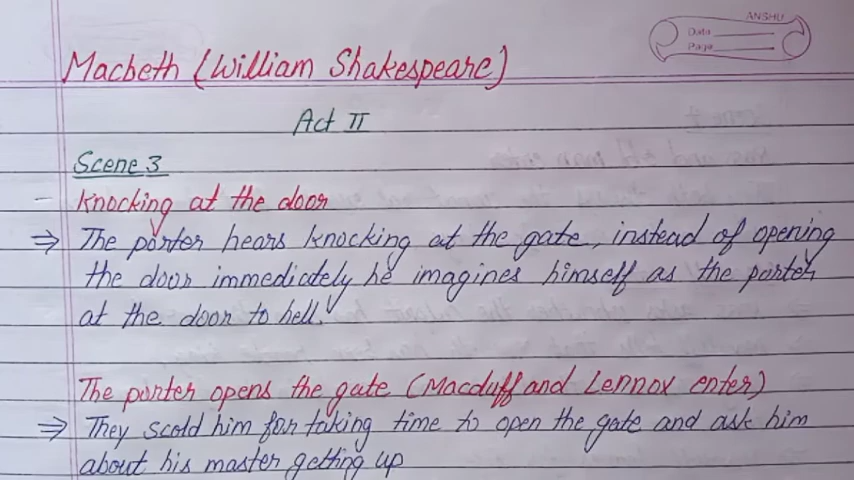 ANSHU
Date
Page
Macbeth (William Shakespeare)
Act II
Scene 3
- Knocking at the door
⇒ The porter hears knocking at the gate, instead of opening
the door immediately he imagines himself as the porter
at the door to hell.
The porter opens the gate (Macduff and Lennox enter)
⇒ They scold him for taking time to open the gate and ask him
about his master getting up